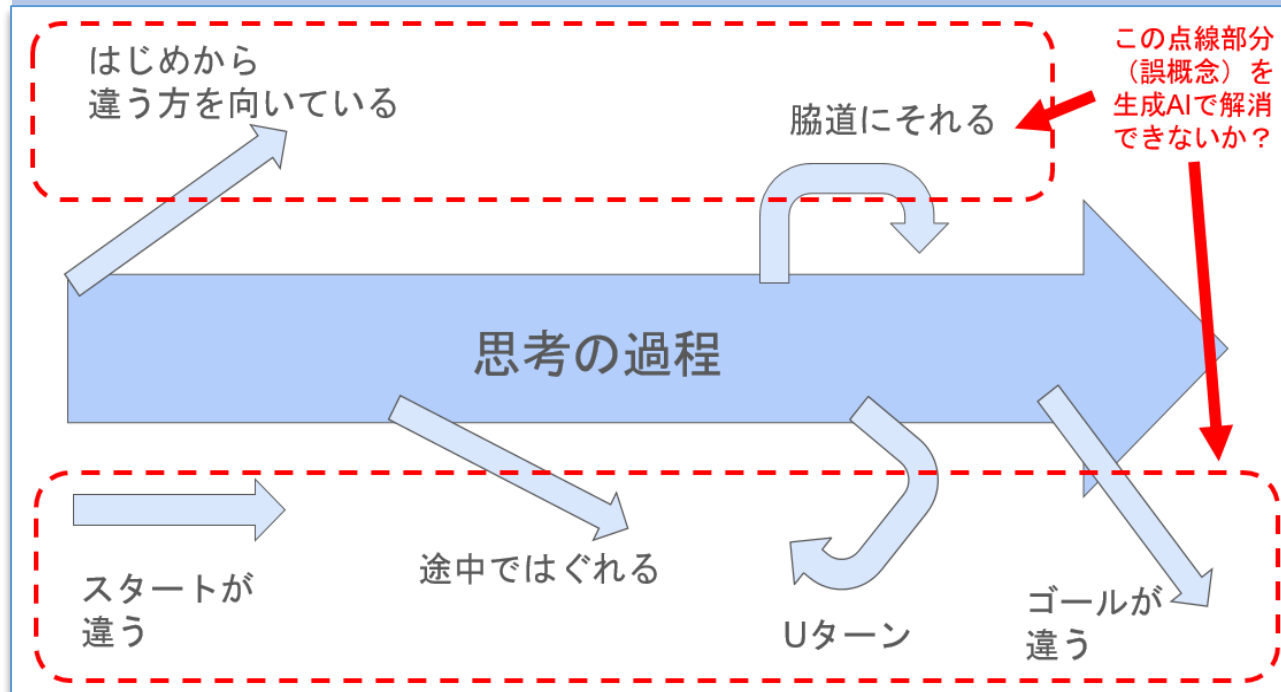 はじめから
違う方を向いている
脇道にそれる
この点線部分
（誤概念）を
生成AIで解消
できないか？
思考の過程
スタートが
違う
途中ではぐれる
Uターン
ゴールが
違う